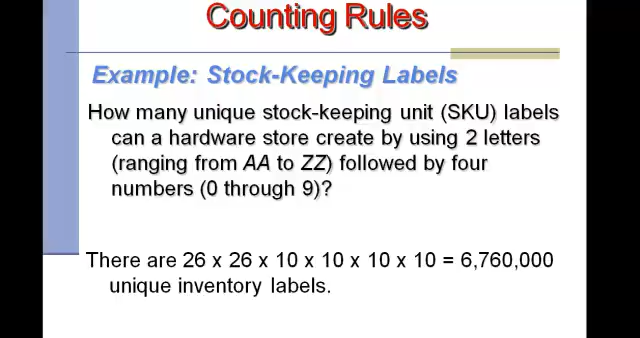 Counting Rules
Example: Stock-Keeping Labels
How many unique stock-keeping unit (SKU) labels
can a hardware store create by using 2 letters
(ranging from AA to ZZ) followed by four
numbers (0 through 9)?
There are 26 x 26 x 10 x 10 x 10 x 10 = 6,760,000
unique inventory labels.